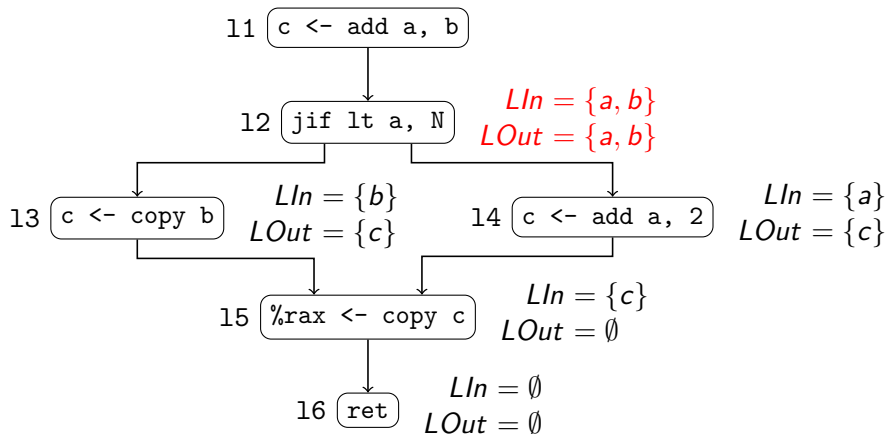 l1 c <- add a, b
l2 jif lt a, N
LIn = {a, b}
LOut = {a, b}
l3 c <- copy b
LIn = {b}
LOut = {c}
l4 c <- add a, 2
LIn = {a}
LOut = {c}
l5 %rax <- copy c
LIn = {c}
LOut = ∅
l6 ret
LIn = ∅
LOut = ∅